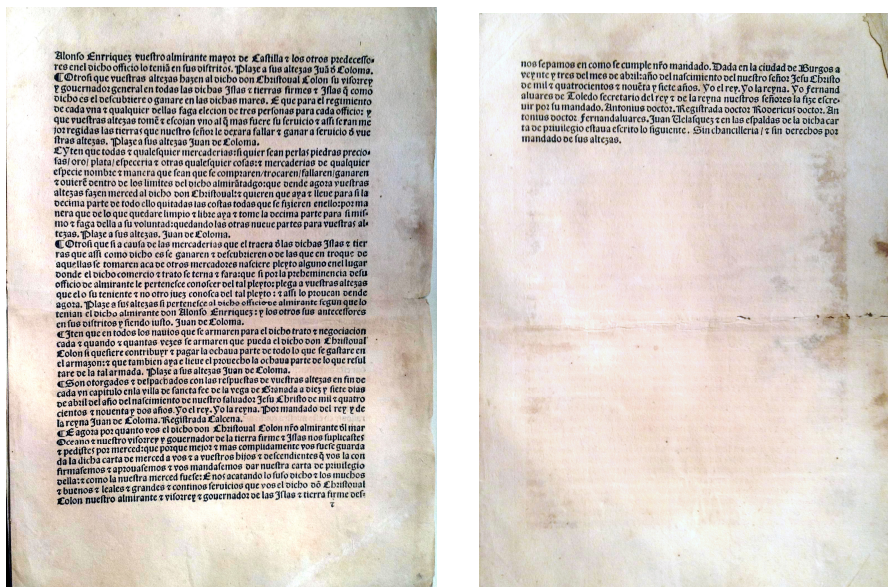 Alonso Enrriquez vuestro almirante mayor de Castilla ⁊ los otros predecesso-
res enel dicho officio lo teniã en sus distritos. Plaze a sus altezas Juã ð Coloma.
¶Otrosi que vuestras altezas hazen al dicho don Christoual Colon su visorrey
y gouernador general en todas las dichas Islas ⁊ tierras firmes ⁊ Islas q̃ como
dicho es el descubriere o ganare en las dichas mares. E que para el regimiento
de cada vna ⁊ qualquier dellas faga elecion de tres personas para cada officio: y
que vuestras altezas tomẽ ⁊ escojan vno al q̃ mas fuere su seruicio ⁊ assi seran me
jor regidas las tierras que nuestro señor le dexara fallar ⁊ ganar a seruicio ð vue
stras altezas. Plaze a sus altezas Juan de Coloma.
¶Yten que todas ⁊ qualesquier mercaderias: si quier sean perlas piedras precio-
sas/oro/plata/especeria ⁊ otras qualesquier cosas: ⁊ mercaderias de qualquier
especie nombre ⁊ manera que sean que se compraren/trocaren/fallaren/ganaren
⁊ ouierẽ dentro de los limites del dicho almirãtadgo: que dende agora vuestras
altezas fazen merced al dicho don Christoual: ⁊ quieren que aya ⁊ lleue para si la
decima parte de todo ello quitadas las costas todas que se fizieren enello: por ma
nera que de lo que quedare limpio ⁊ libre aya ⁊ tome la decima parte para si mis-
mo ⁊ faga della a su voluntad: quedando las otras nueue partes para vuestras al-
tezas. Plaze a sus altezas. Juan de Coloma.
¶Otrosi que si a causa de las mercaderias que el traera ð las dichas Islas ⁊ tier
ras que assi como dicho es se ganaren ⁊ descubrieren o de las que en troque de
aquellas se tomaren aca de otros mercadores nasciere pleyto alguno enel lugar
donde el dicho comercio ⁊ trato se terna ⁊ fara: que si por la preheminencia desu
officio de almirante le pertenesce conoscer del tal pleyto: plega a vuestras altezas
que el o su teniente ⁊ no otro juez conosca del tal pleyto: ⁊ assi lo prouean dende
agora. Plaze a sus altezas si pertenesce al dicho officio de almirante segun que lo
tenian el dicho almirante don Alonso Enrriquez: y los otros sus antecessores
en sus distritos y siendo iusto. Juan de Coloma.
¶Iten que en todos los nauios que se armaren para el dicho trato ⁊ negociacion
cada ⁊ quando ⁊ quantas vezes se armaren que pueda el dicho don Christoual
Colon si quesiere contribuyr ⁊ pagar la ochaua parte de todo lo que se gastare en
el armazon: ⁊ que tambien aya e lieue el prouecho la ochaua parte de lo que resul
tare de la tal armada. Plaze a sus altezas Juan de Coloma.
¶Son otorgados ⁊ despachados con las respuestas de vuestras altezas en fin de
cada vn capitulo enla villa de sancta fee de la vega de Granada a diez y siete dias
de abril del año del nascimiento de nuestro saluador Jesu Christo de mil ⁊ quatro
cientos ⁊ nouenta y dos años. Yo el rey. Yo la reyna. Por mandado del rey y de
la reyna Juan de Coloma. Registrada Calcena.
¶E agora por quanto vos el dicho don Christoual Colon nřo almirante ðl mar
Oceano ⁊ nuestro visorrey ⁊ gouernador de la tierra firme ⁊ Islas nos suplicastes
⁊ pedistes por merced: que porque mejor ⁊ mas complidamente vos fuese guarda
da la dicha carta de merced a vos ⁊ a vuestros hijos ⁊ descendientes q̃ vos la con
firmasemos ⁊ aprouasemos ⁊ vos mandasemos dar nuestra carta de priuilegio
della: ⁊ como la nuestra merced fuese: E nos acatando lo suso dicho ⁊ los muchos
⁊ buenos ⁊ leales ⁊ grandes ⁊ continos seruicios que vos el dicho dõ Christoual
Colon nuestro almirante ⁊ visorrey ⁊ gouernador de las Islas ⁊ tierra firme des-
⁊
nos sepamos en como se cumple nřo mandado. Dada en la ciudad de Burgos a
veynte y tres del mes de abril: año del nascimiento del nuestro señor Jesu Christo
de mil ⁊ quatrocientos ⁊ nouẽta y siete años. Yo el rey. Yo la reyna. Yo Fernand
aluares de Toledo secretario del rey ⁊ de la reyna nuestros señores la fize escre-
uir por su mandado. Antonius doctor. Registrada doctor Rodericus doctor. An
tonius doctor Fernandaluares. Juan Uelasquez ⁊ en las espaldas de la dicha car
ta de priuilegio estaua escrito lo siguiente. Sin chancilleria/⁊ sin derechos por
mandado de sus altezas.